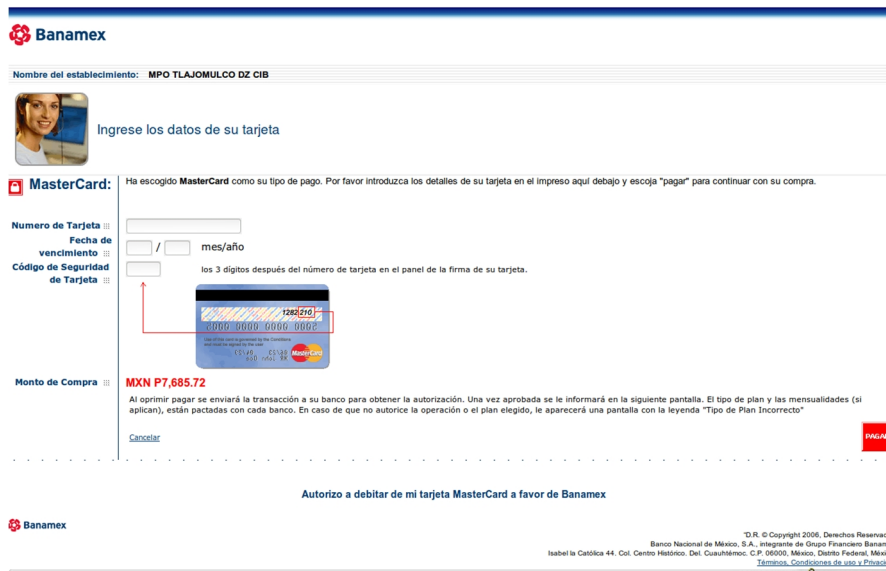 Banamex
Nombre del establecimiento: MPO TLAJOMULCO DZ CIB
Ingrese los datos de su tarjeta
MasterCard:
Ha escogido MasterCard como su tipo de pago. Por favor introduzca los detalles de su tarjeta en el impreso aquí debajo y escoja "pagar" para continuar con su compra.
Numero de Tarjeta
Fecha de
vencimiento
/ mes/año
Código de Seguridad
de Tarjeta
los 3 dígitos después del número de tarjeta en el panel de la firma de su tarjeta.
1282 210
MasterCard
Monto de Compra
MXN P7,685.72
Al oprimir pagar se enviará la transacción a su banco para obtener la autorización. Una vez aprobada se le informará en la siguiente pantalla. El tipo de plan y las mensualidades (si
aplican), están pactadas con cada banco. En caso de que no autorice la operación o el plan elegido, le aparecerá una pantalla con la leyenda "Tipo de Plan Incorrecto"
Cancelar
PAGA
Autorizo a debitar de mi tarjeta MasterCard a favor de Banamex
Banamex
"D.R. © Copyright 2006, Derechos Reserva
Banco Nacional de México, S.A., integrante de Grupo Financiero Banam
Isabel la Católica 44. Col. Centro Histórico. Del. Cuauhtémoc. C.P. 06000, México, Distrito Federal, Méxi
Términos, Condiciones de uso y Privac